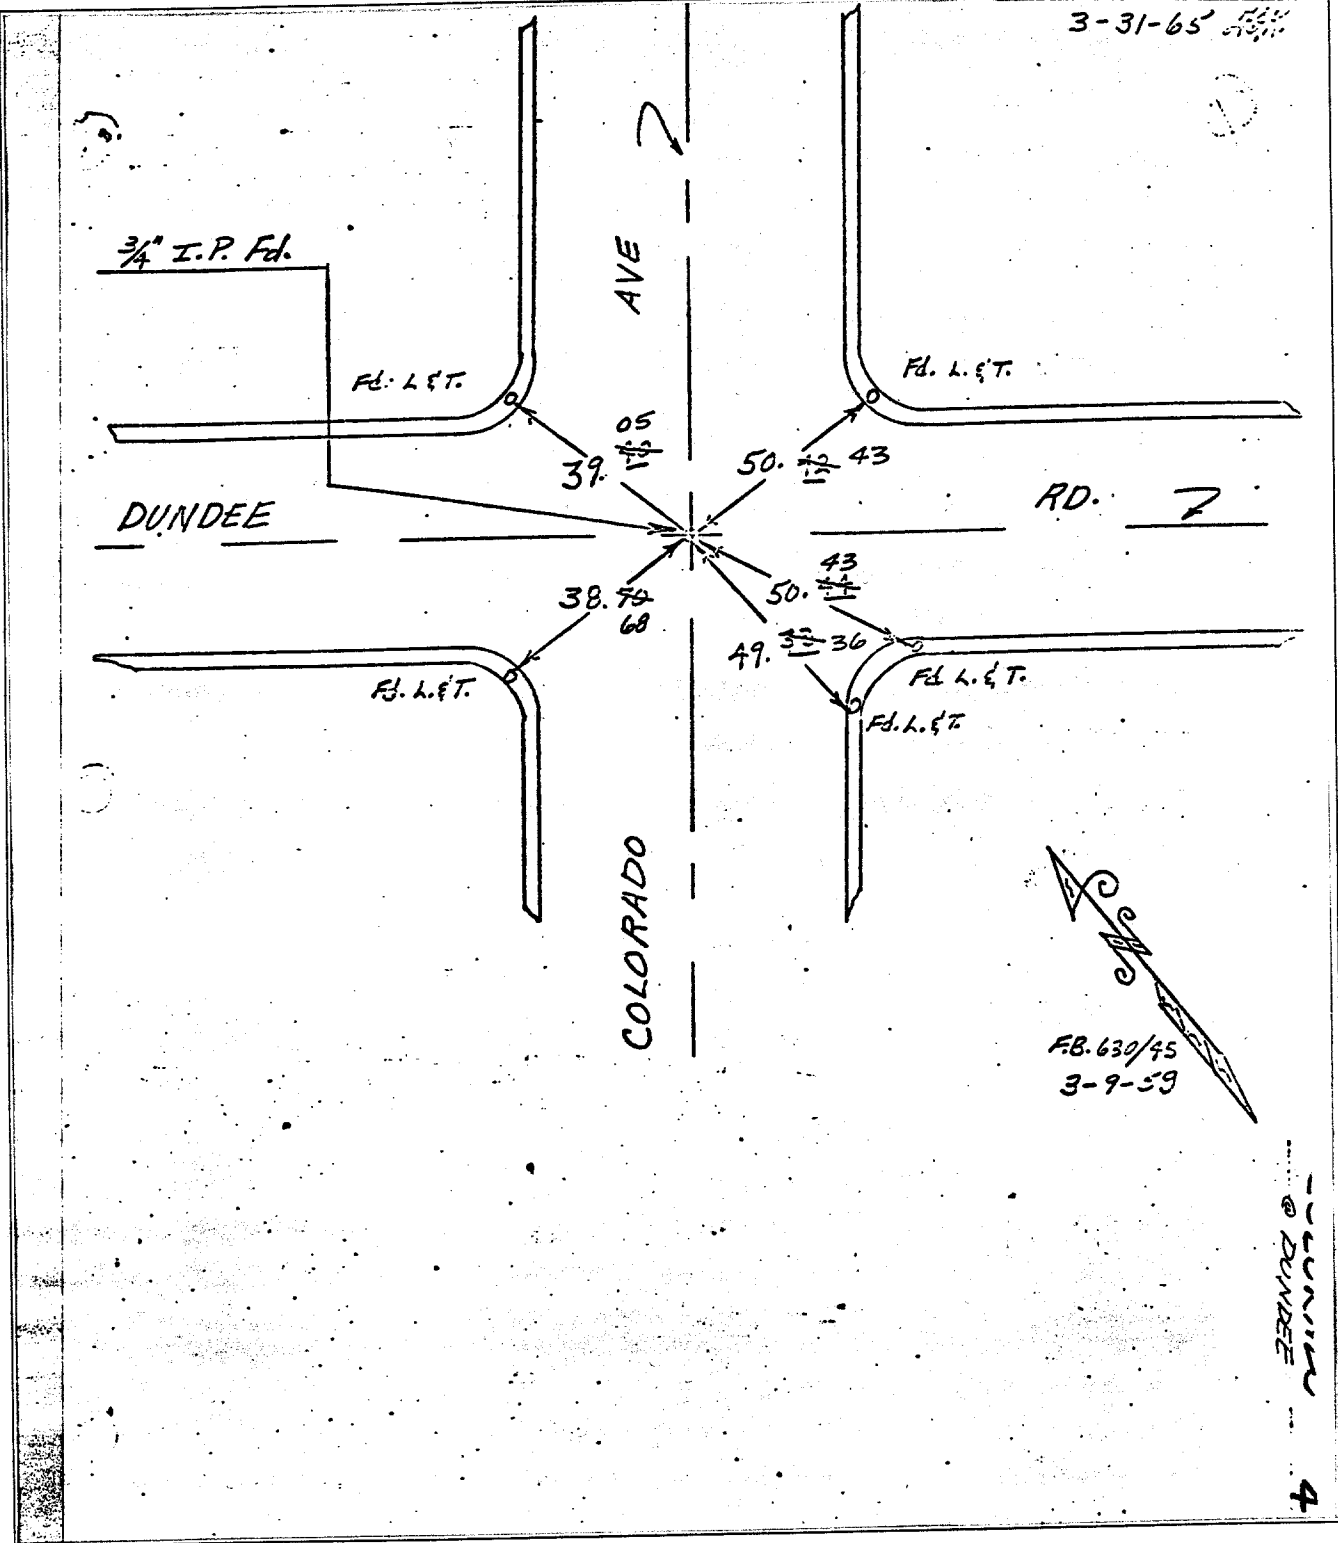 3-31-65
AVE
3/4" I.P. Fd.
Fd. L. & T.
Fd. L. & T.
05
39.
50. 43
DUNDEE
RD.
43
50.
38.70
68
49. 36
Fd. L. & T.
Fd. L. & T.
Fd. L. & T.
COLORADO
F.B. 630/45
3-9-59
@ DUNDEE
4